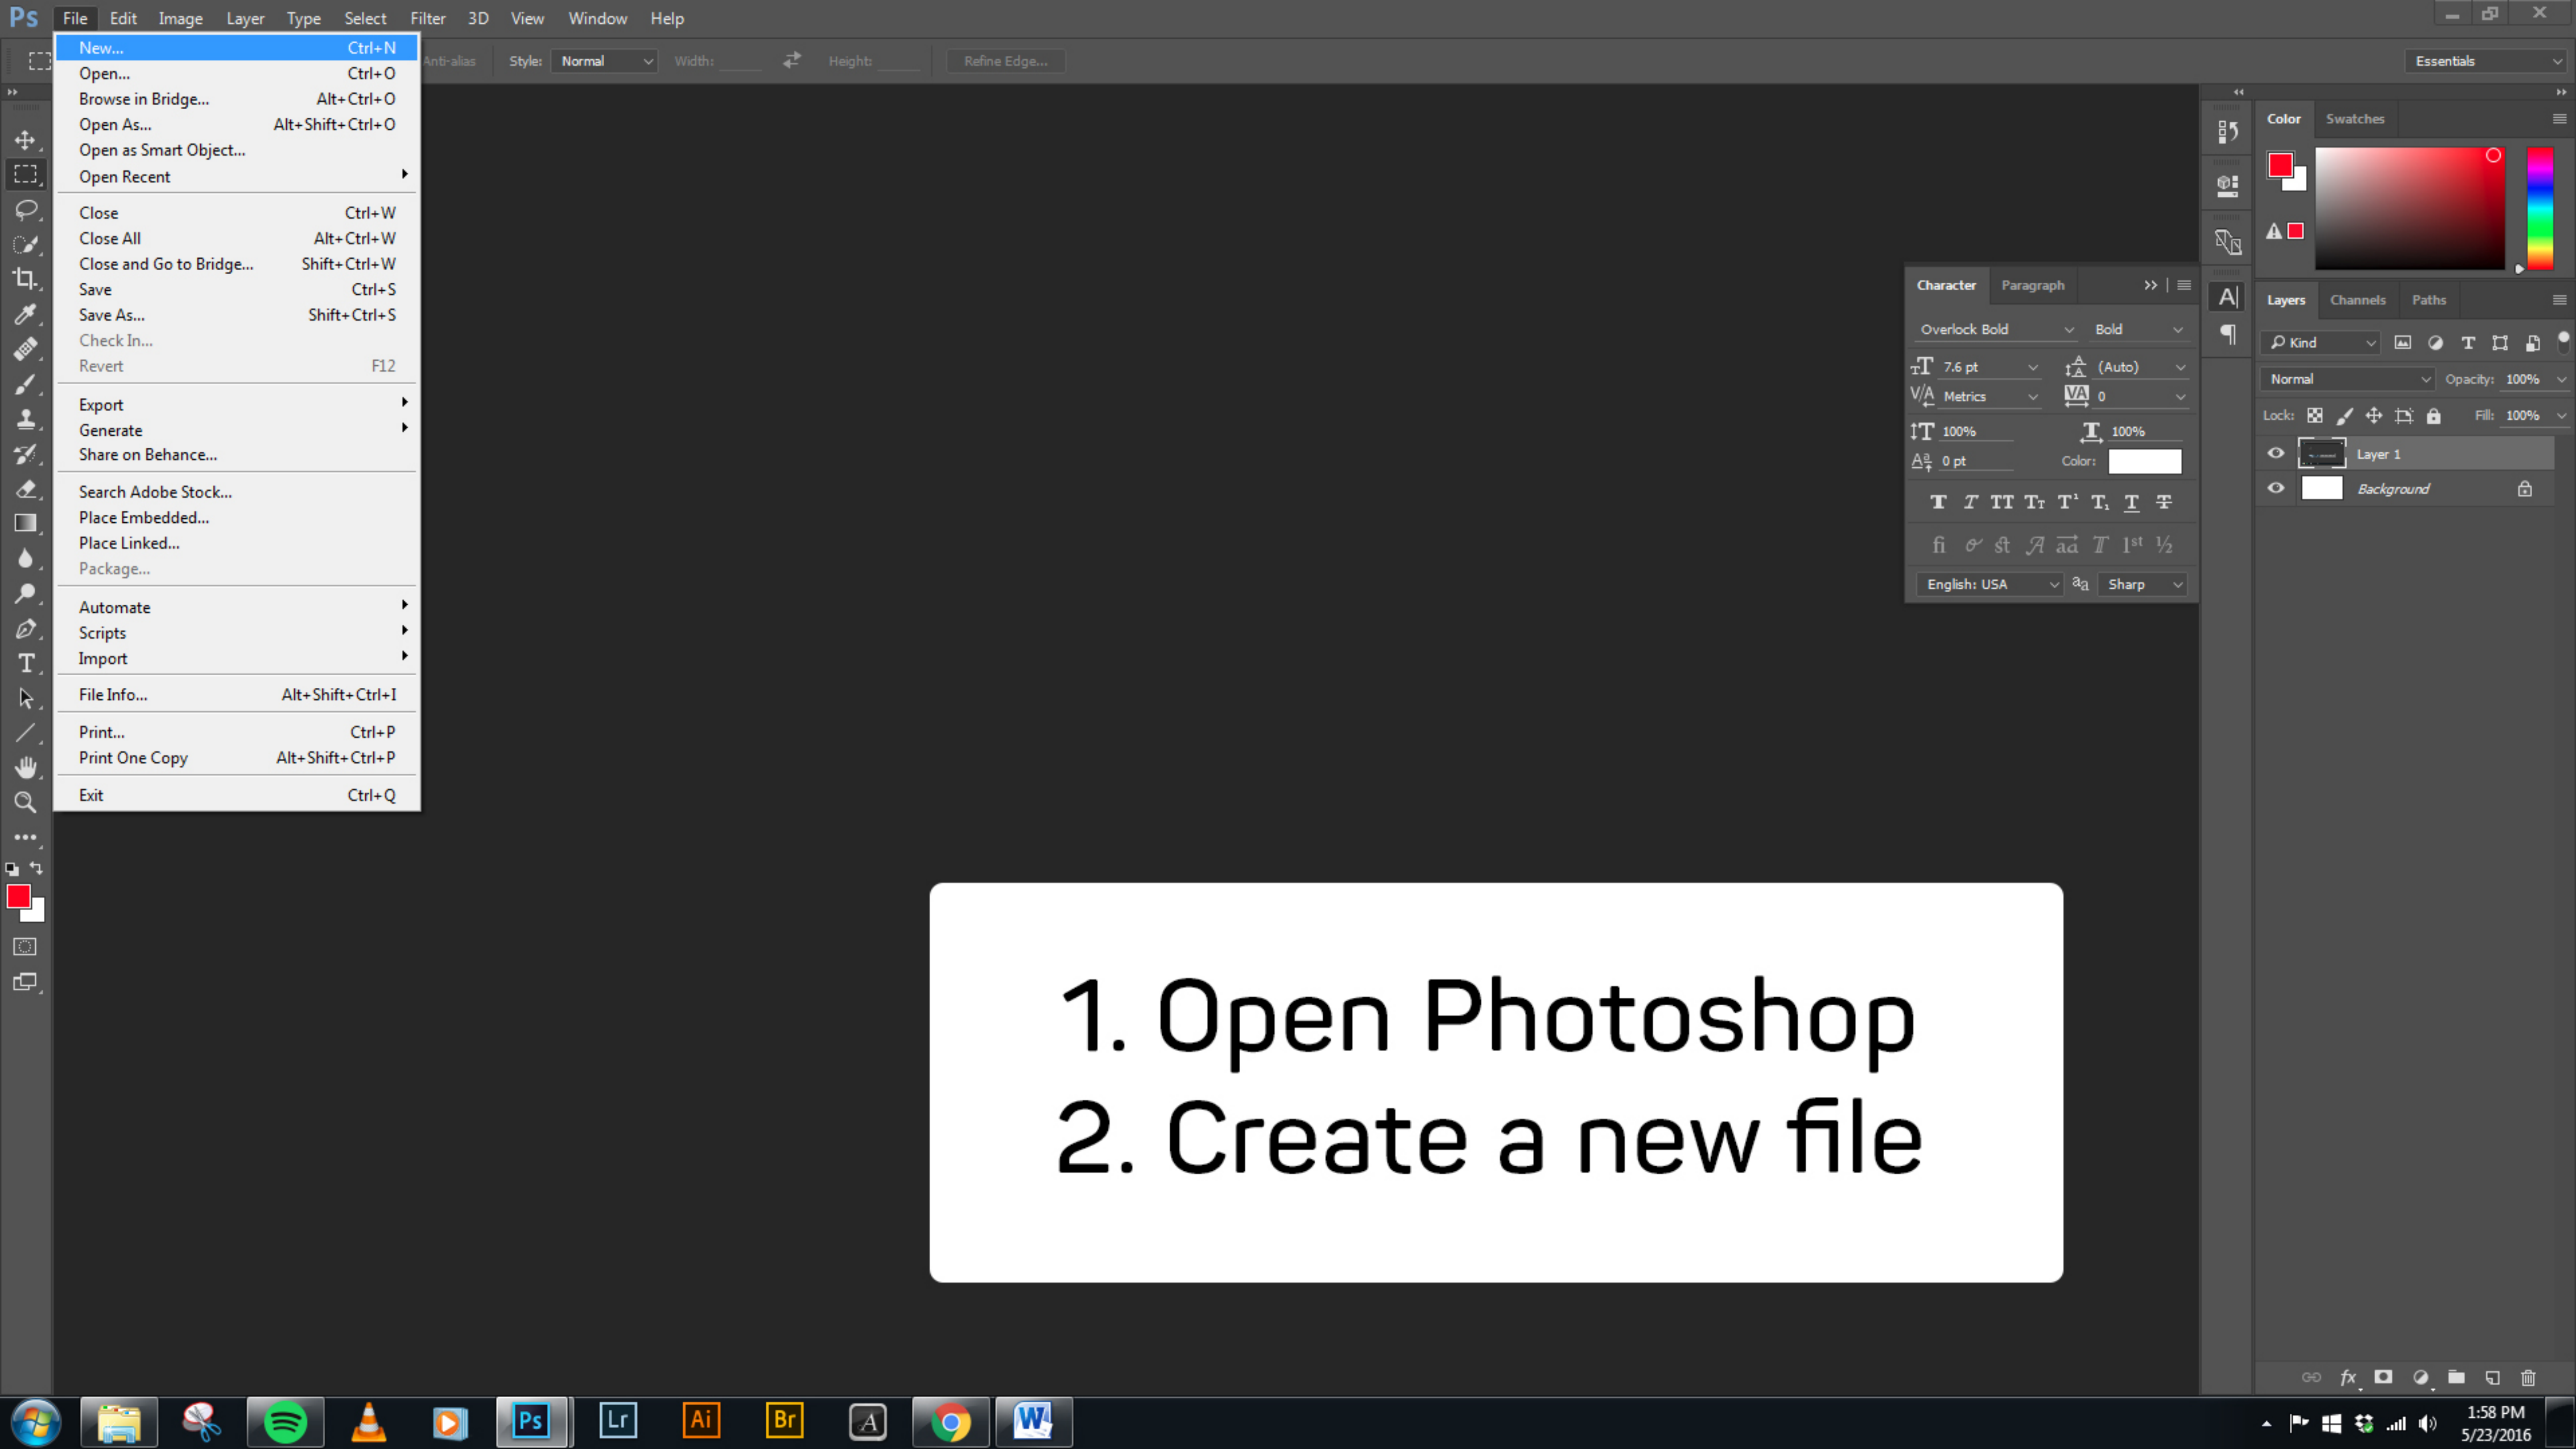 Ps File Edit Image Layer Type Select Filter 3D View Window Help
Anti-alias Style: Normal Width: Height: Refine Edge... Essentials
New... Ctrl+N
Open... Ctrl+O
Browse in Bridge... Alt+Ctrl+O
Open As... Alt+Shift+Ctrl+O
Open as Smart Object...
Open Recent
Close Ctrl+W
Close All Alt+Ctrl+W
Close and Go to Bridge... Shift+Ctrl+W
Save Ctrl+S
Save As... Shift+Ctrl+S
Check In...
Revert F12
Export
Generate
Share on Behance...
Search Adobe Stock...
Place Embedded...
Place Linked...
Package...
Automate
Scripts
Import
File Info... Alt+Shift+Ctrl+I
Print... Ctrl+P
Print One Copy Alt+Shift+Ctrl+P
Exit Ctrl+Q
Character Paragraph
Overlock Bold Bold
7.6 pt (Auto)
Metrics 0
100% 100%
0 pt Color:
English: USA Sharp
Color Swatches
Layers Channels Paths
Kind
Normal Opacity: 100%
Lock: Fill: 100%
Layer 1
Background
1. Open Photoshop
2. Create a new file
Ps Lr Ai Br A W
1:58 PM
5/23/2016